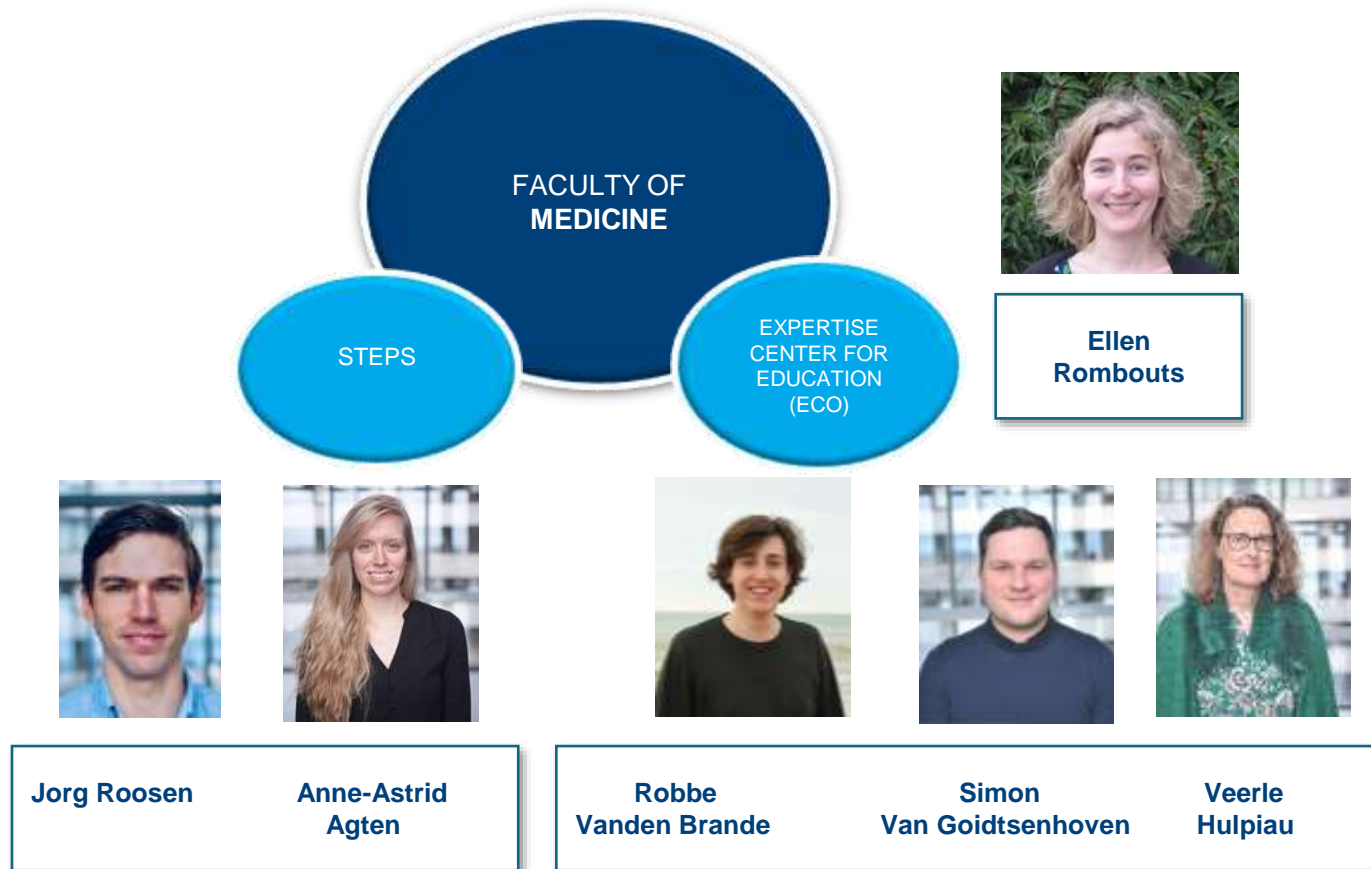 FACULTY OF
MEDICINE
STEPS
EXPERTISE
CENTER FOR
EDUCATION
(ECO)
Ellen
Rombouts
Jorg Roosen
Anne-Astrid
Agten
Robbe
Vanden Brande
Simon
Van Goidtsenhoven
Veerle
Hulpiau